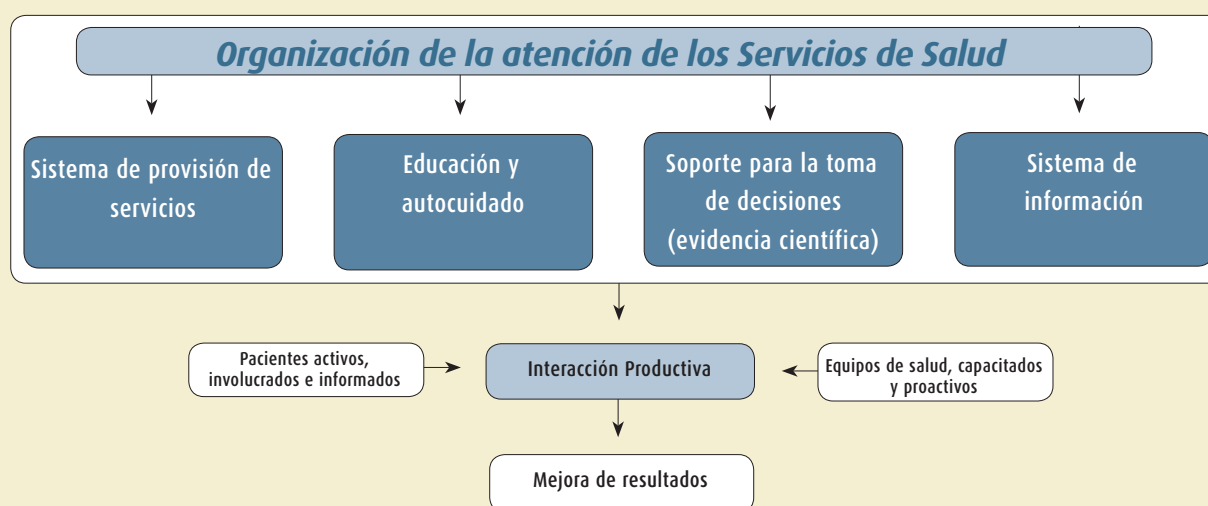 Organización de la atención de los Servicios de Salud
Sistema de provisión de
servicios
Educación y
autocuidado
Soporte para la toma
de decisiones
(evidencia científica)
Sistema de
información
Pacientes activos,
involucrados e informados
Interacción Productiva
Equipos de salud, capacitados
y proactivos
Mejora de resultados